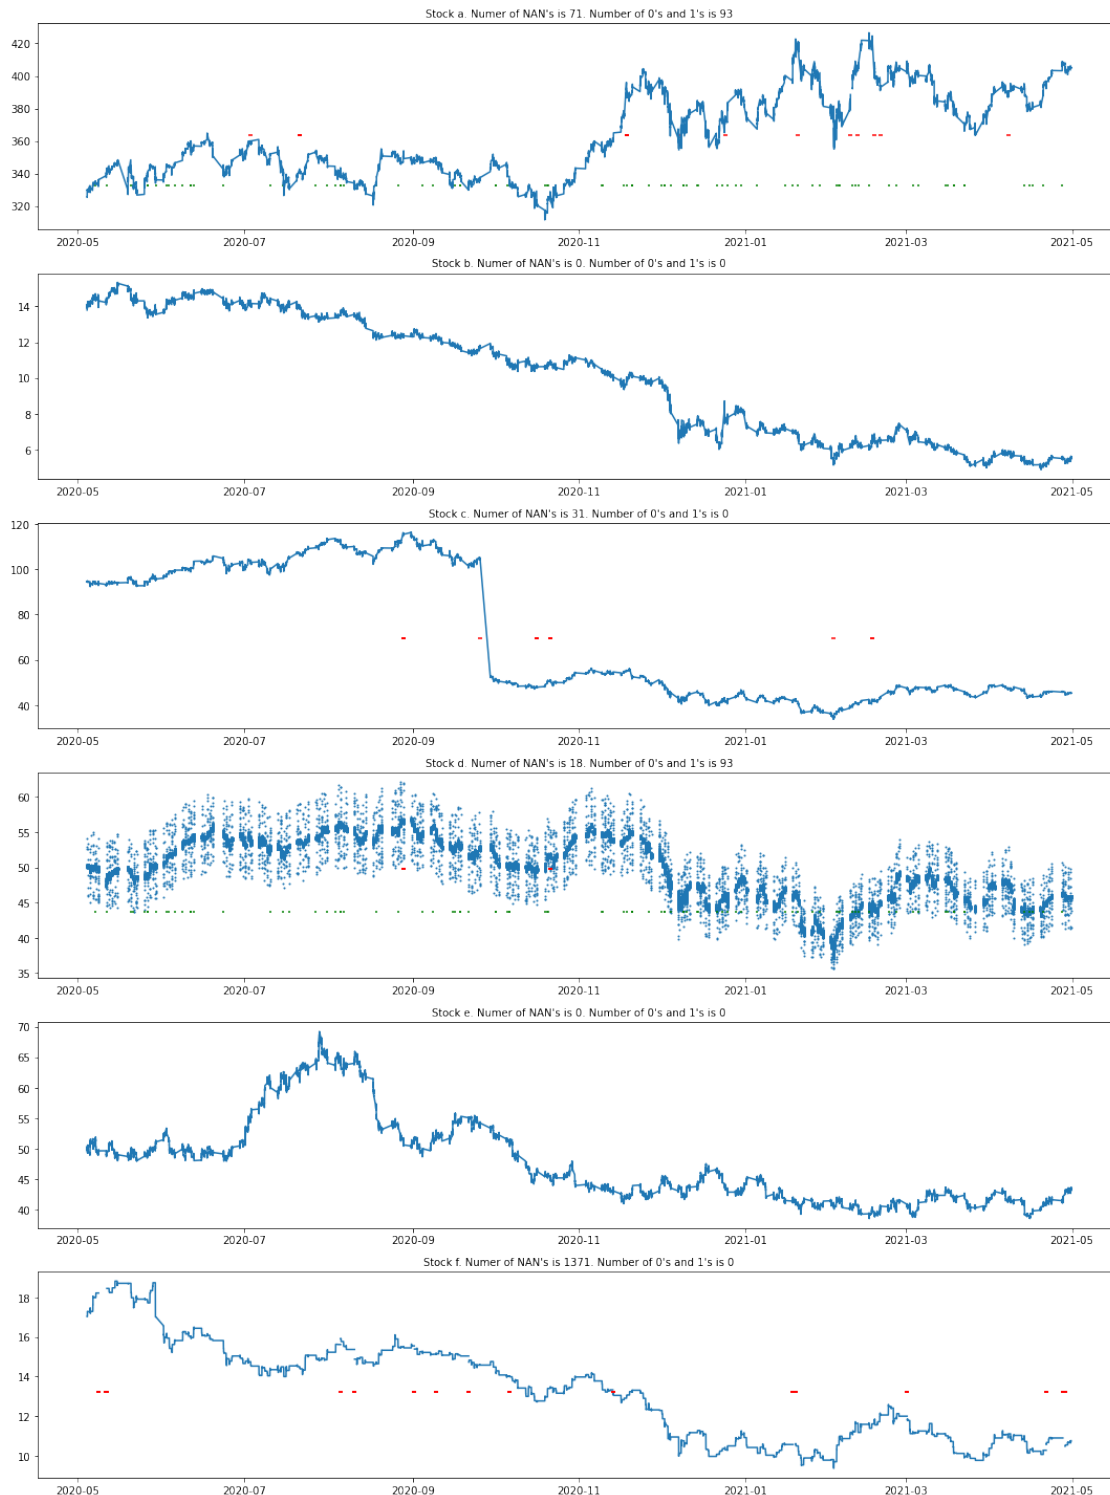 Stock a. Numer of NAN's is 71. Number of 0's and 1's is 93
420
400
380
360
340
320
2020-05 2020-07 2020-09 2020-11 2021-01 2021-03 2021-05
Stock b. Numer of NAN's is 0. Number of 0's and 1's is 0
14
12
10
8
6
2020-05 2020-07 2020-09 2020-11 2021-01 2021-03 2021-05
Stock c. Numer of NAN's is 31. Number of 0's and 1's is 0
120
100
80
60
40
2020-05 2020-07 2020-09 2020-11 2021-01 2021-03 2021-05
Stock d. Numer of NAN's is 18. Number of 0's and 1's is 93
60
55
50
45
40
35
2020-05 2020-07 2020-09 2020-11 2021-01 2021-03 2021-05
Stock e. Numer of NAN's is 0. Number of 0's and 1's is 0
70
65
60
55
50
45
40
2020-05 2020-07 2020-09 2020-11 2021-01 2021-03 2021-05
Stock f. Numer of NAN's is 1371. Number of 0's and 1's is 0
18
16
14
12
10
2020-05 2020-07 2020-09 2020-11 2021-01 2021-03 2021-05